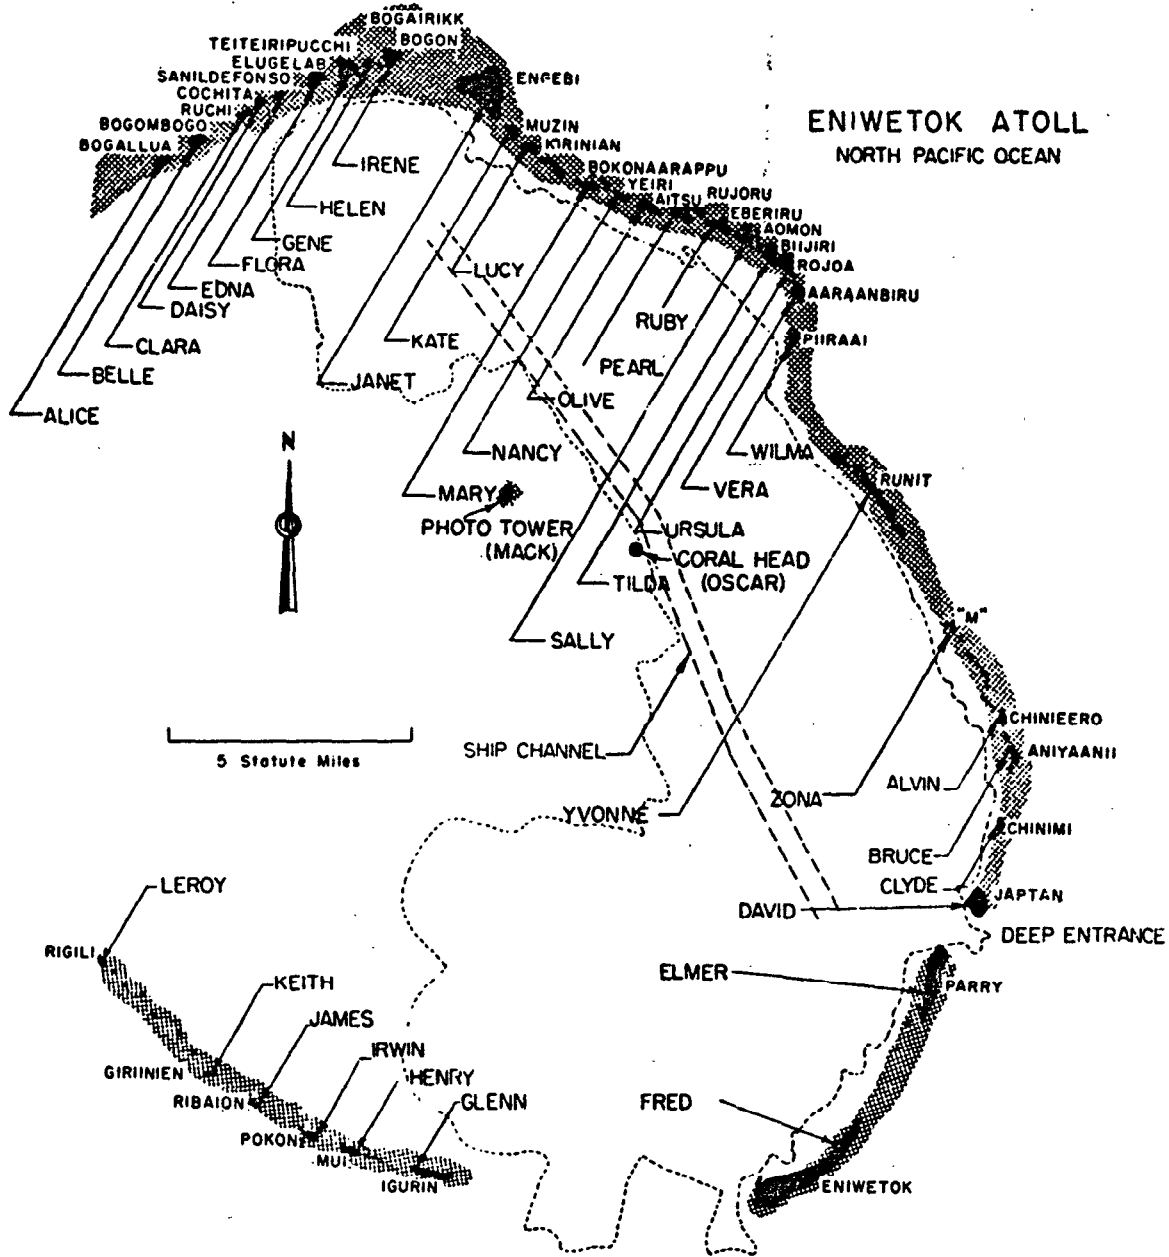 BOGAIRIKK
BOGON
TEITEIRIPUCCHI
ELUGELAB
SANILDEFONSO
COCHITA
RUCHI
BOGOMBOGO
BOGALLUA
ENGEBI
MUZIN
KIRINIAN
BOKONAARAPPU
YEIRI
AITSU
RUJORU
EBERIRU
AOMON
BIIJIRI
ROJOA
AARAANBIRU
PIIRAAI
RUNIT
"M"
CHINIEERO
ANIYAANII
CHINIMI
JAPTAN
DEEP ENTRANCE
PARRY
ENIWETOK
ENIWETOK ATOLL
NORTH PACIFIC OCEAN
IRENE
HELEN
GENE
FLORA
EDNA
DAISY
CLARA
BELLE
ALICE
LUCY
KATE
JANET
RUBY
PEARL
OLIVE
NANCY
MARY
WILMA
VERA
URSULA
TILDA
SALLY
N
PHOTO TOWER
(MACK)
CORAL HEAD
(OSCAR)
5 Statute Miles
SHIP CHANNEL
YVONNE
ZONA
ALVIN
BRUCE
CLYDE
DAVID
ELMER
FRED
LEROY
RIGILI
KEITH
JAMES
IRWIN
HENRY
GLENN
GIRIINIEN
RIBAION
POKON
MUI
IGURIN